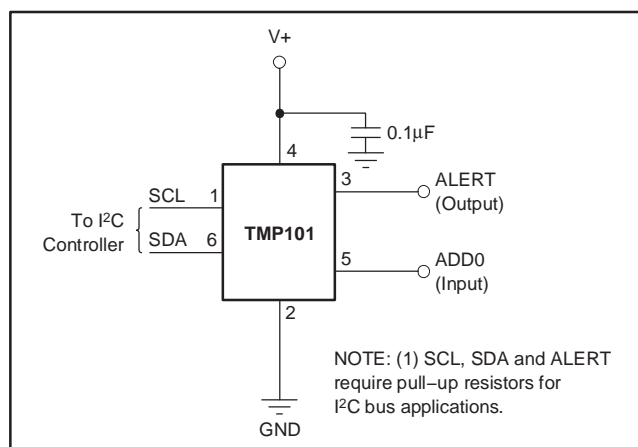 V+
0.1µF
4
3
ALERT
(Output)
SCL
1
To I²C
Controller
TMP101
SDA
6
5
ADD0
(Input)
2
NOTE: (1) SCL, SDA and ALERT
require pull–up resistors for
I²C bus applications.
GND